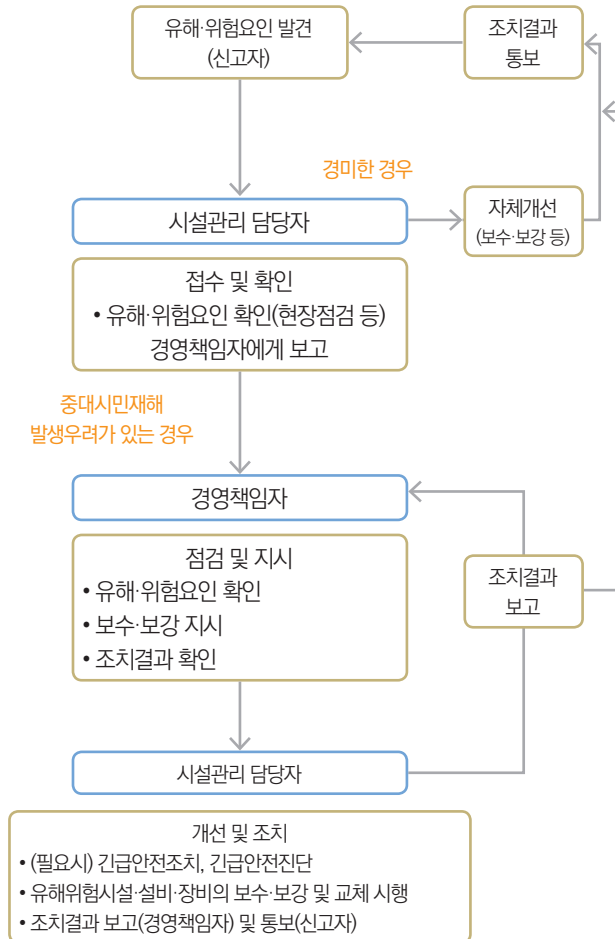 유해·위험요인 발견
(신고자)
조치결과
통보
경미한 경우
시설관리 담당자
자체개선
(보수·보강 등)
접수 및 확인
• 유해·위험요인 확인(현장점검 등)
경영책임자에게 보고
중대시민재해
발생우려가 있는 경우
경영책임자
점검 및 지시
• 유해·위험요인 확인
• 보수·보강 지시
• 조치결과 확인
조치결과
보고
시설관리 담당자
개선 및 조치
• (필요시) 긴급안전조치, 긴급안전진단
• 유해위험시설·설비·장비의 보수·보강 및 교체 시행
• 조치결과 보고(경영책임자) 및 통보(신고자)